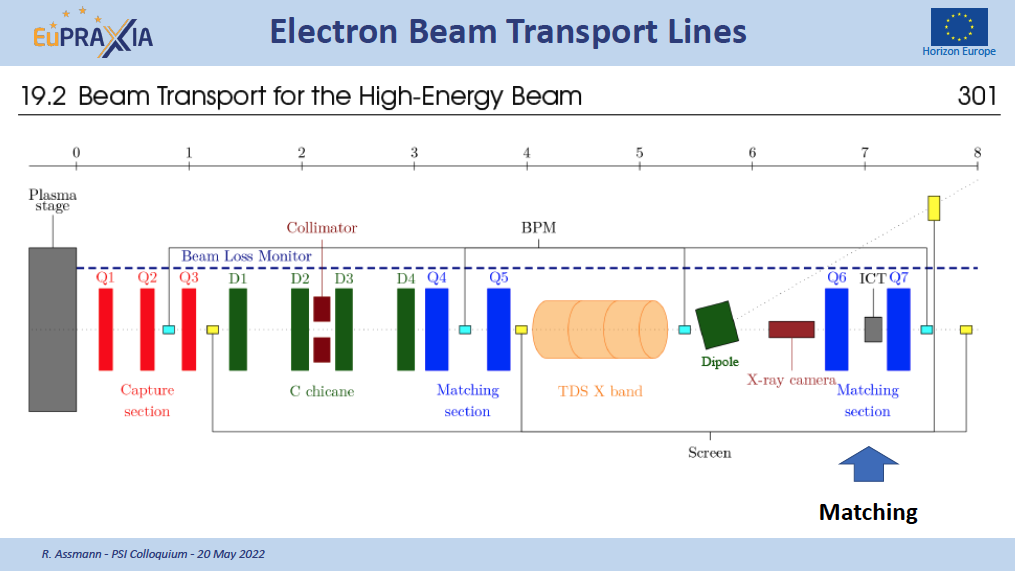 EuPRAXIA
Electron Beam Transport Lines
Horizon Europe
19.2 Beam Transport for the High-Energy Beam 301
0 1 2 3 4 5 6 7 8
Plasma
stage
Collimator
BPM
Beam Loss Monitor
Q1 Q2 Q3 D1 D2 D3 D4 Q4 Q5 Q6 ICT Q7
Dipole
X-ray camera
Capture
section
C chicane
Matching
section
TDS X band
Matching
section
Screen
Matching
R. Assmann - PSI Colloquium - 20 May 2022